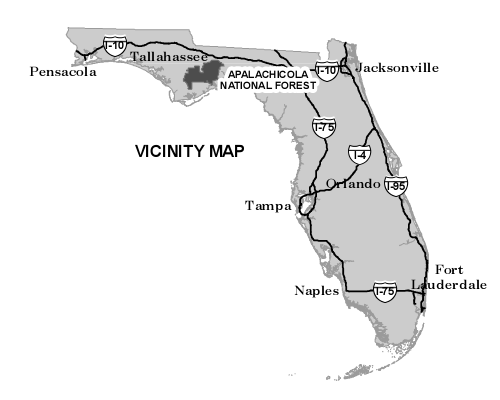 I-10
Tallahassee
Pensacola
APALACHICOLA
NATIONAL FOREST
I-10
Jacksonville
I-75
VICINITY MAP
I-4
Orlando
I-95
Tampa
Fort
Lauderdale
Naples
I-75